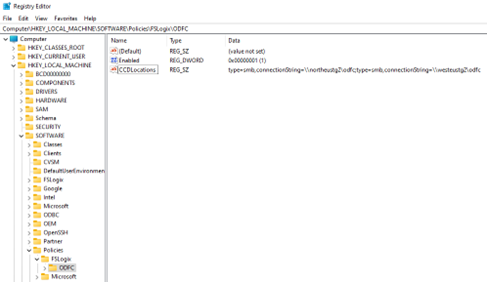 Registry Editor
File Edit View Favorites Help
Computer\HKEY_LOCAL_MACHINE\SOFTWARE\Policies\FSLogix\ODFC
Computer
HKEY_CLASSES_ROOT
HKEY_CURRENT_USER
HKEY_LOCAL_MACHINE
BCD00000000
COMPONENTS
DRIVERS
HARDWARE
SAM
Schema
SECURITY
SOFTWARE
Classes
Clients
CVSM
DefaultUserEnvironmen
FSLogix
Google
Intel
Microsoft
ODBC
OEM
OpenSSH
Partner
Policies
FSLogix
ODFC
Microsoft
Name Type Data
(Default) REG_SZ (value not set)
Enabled REG_DWORD 0x00000001 (1)
CCDLocations REG_SZ type=smb,connectionString=\\northeustg2\odfc;type=smb,connectionString=\\westeustg2\odfc